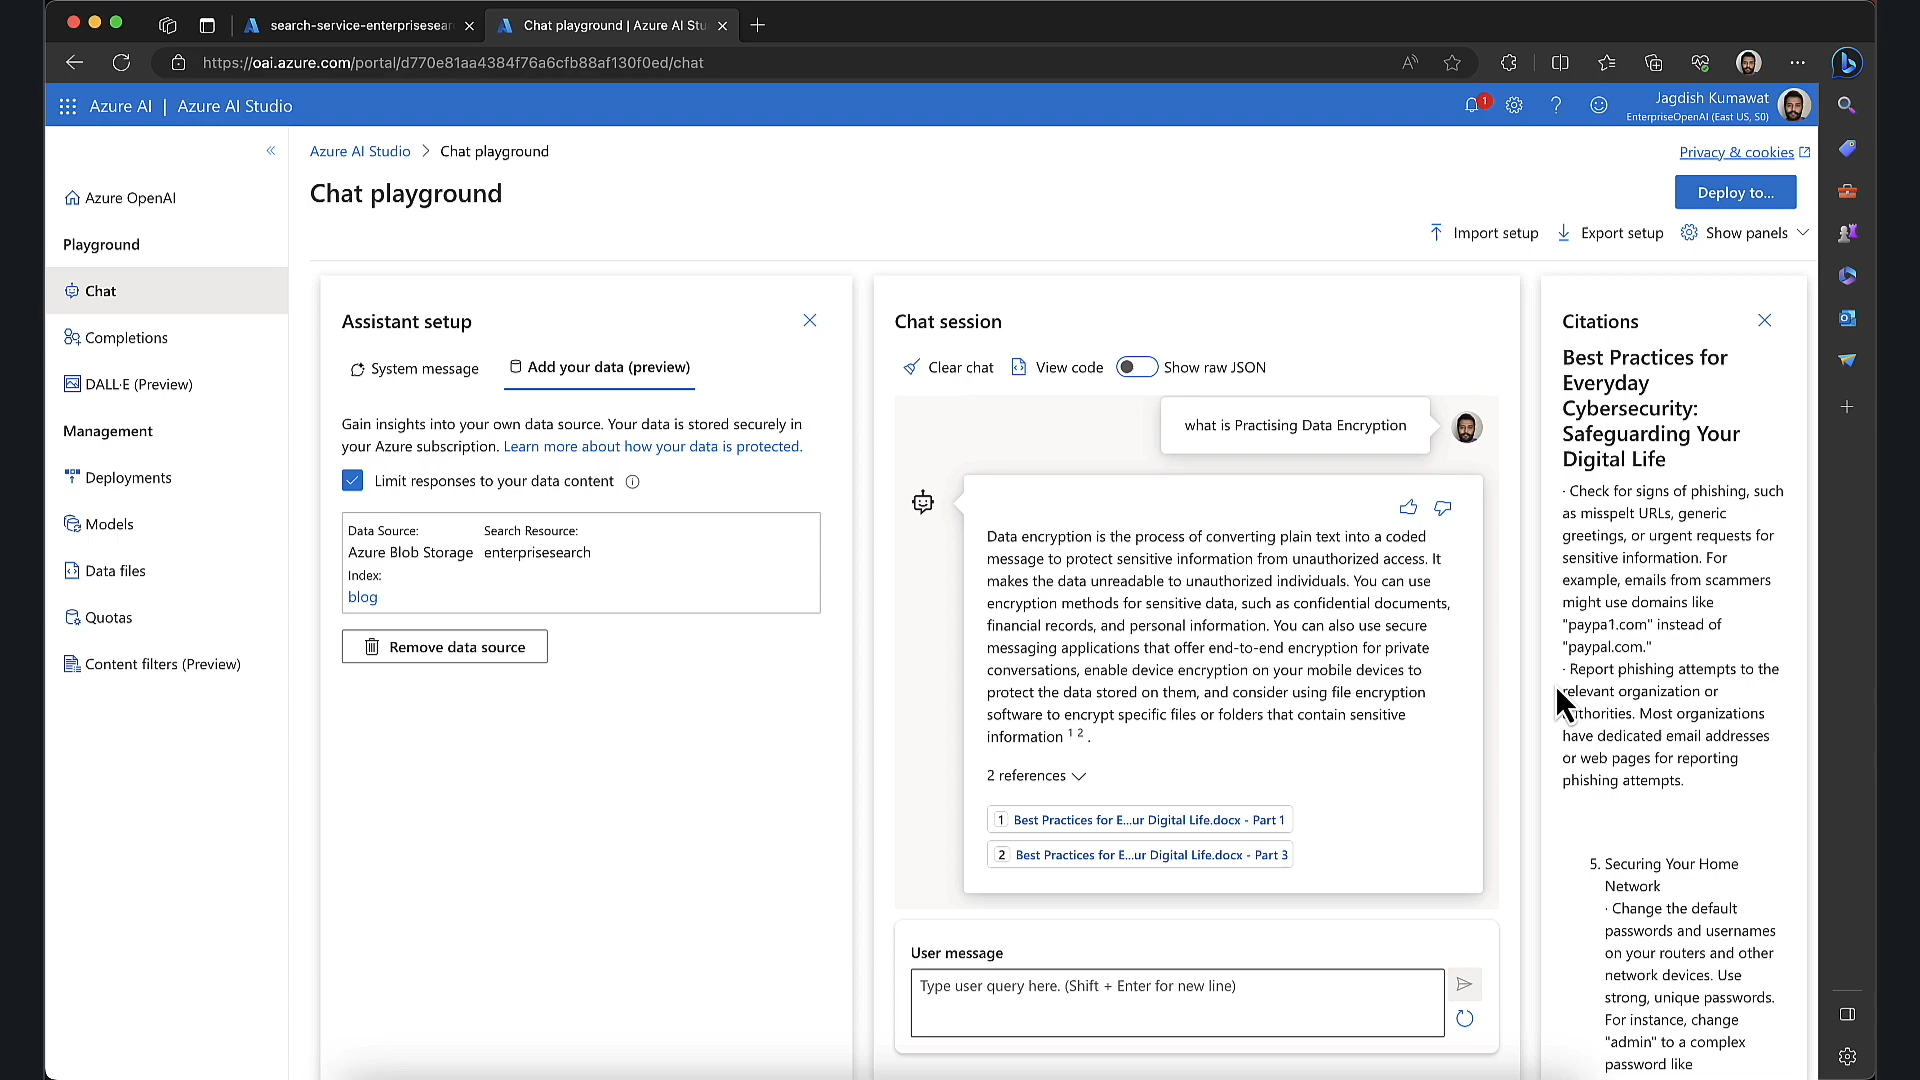 search-service-enterprisesear
Chat playground | Azure AI Stu
https://oai.azure.com/portal/d770e81aa4384f76a6cfb88af130f0ed/chat
Azure AI | Azure AI Studio
1
Jagdish Kumawat
EnterpriseOpenAI (East US, S0)
Azure AI Studio > Chat playground
Privacy & cookies
Chat playground
Deploy to...
Import setup
Export setup
Show panels
Azure OpenAI
Playground
Chat
Completions
DALL·E (Preview)
Management
Deployments
Models
Data files
Quotas
Content filters (Preview)
Assistant setup
System message
Add your data (preview)
Gain insights into your own data source. Your data is stored securely in
your Azure subscription. Learn more about how your data is protected.
Limit responses to your data content
Data Source:
Azure Blob Storage
Search Resource:
enterprisesearch
Index:
blog
Remove data source
Chat session
Clear chat
View code
Show raw JSON
what is Practising Data Encryption
Data encryption is the process of converting plain text into a coded
message to protect sensitive information from unauthorized access. It
makes the data unreadable to unauthorized individuals. You can use
encryption methods for sensitive data, such as confidential documents,
financial records, and personal information. You can also use secure
messaging applications that offer end-to-end encryption for private
conversations, enable device encryption on your mobile devices to
protect the data stored on them, and consider using file encryption
software to encrypt specific files or folders that contain sensitive
information 1 2 .
2 references
1 Best Practices for E...ur Digital Life.docx - Part 1
2 Best Practices for E...ur Digital Life.docx - Part 3
User message
Type user query here. (Shift + Enter for new line)
Citations
Best Practices for
Everyday
Cybersecurity:
Safeguarding Your
Digital Life
· Check for signs of phishing, such
as misspelt URLs, generic
greetings, or urgent requests for
sensitive information. For
example, emails from scammers
might use domains like
"paypa1.com" instead of
"paypal.com."
· Report phishing attempts to the
relevant organization or
authorities. Most organizations
have dedicated email addresses
or web pages for reporting
phishing attempts.
5. Securing Your Home
Network
· Change the default
passwords and usernames
on your routers and other
network devices. Use
strong, unique passwords.
For instance, change
"admin" to a complex
password like